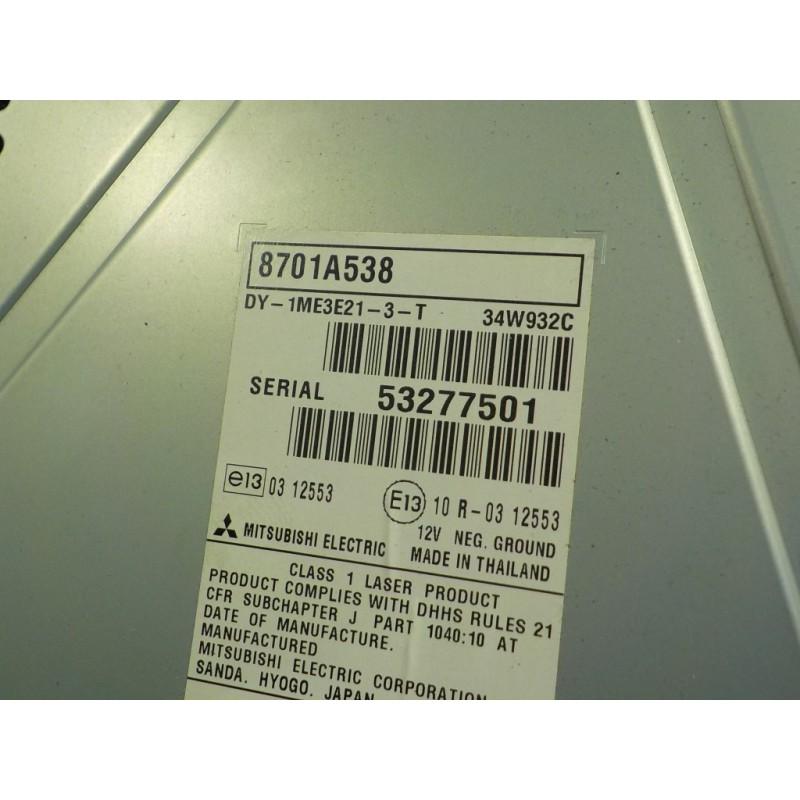 8701A538
DY-1ME3E21-3-T 34W932C
SERIAL 53277501
e13 03 12553 E13 10 R-03 12553
12V NEG. GROUND
MITSUBISHI ELECTRIC MADE IN THAILAND
CLASS 1 LASER PRODUCT
PRODUCT COMPLIES WITH DHHS RULES 21
CFR SUBCHAPTER J PART 1040:10 AT
DATE OF MANUFACTURE.
MANUFACTURED
MITSUBISHI ELECTRIC CORPORATION
SANDA, HYOGO, JAPAN